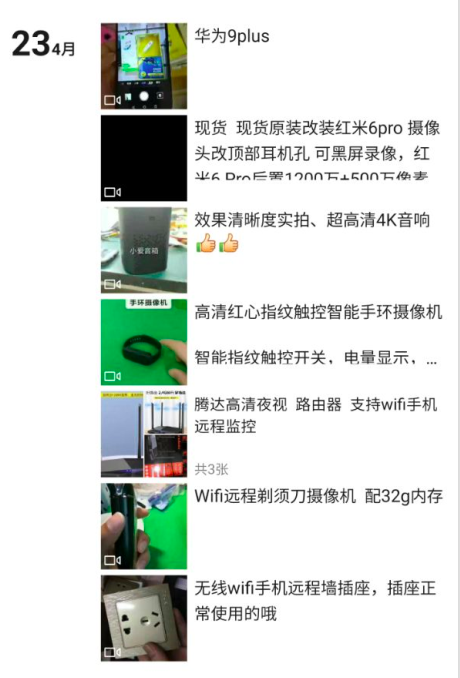 234月
华为9plus
现货 现货原装改装红米6pro 摄像
头改顶部耳机孔 可黑屏录像，红
米6 Pro后置1200万+500万像素
效果清晰度实拍、超高清4K音响
👍👍
小爱音箱
手环摄像机
高清红心指纹触控智能手环摄像机
智能指纹触控开关，电量显示，...
腾达高清夜视 路由器 支持wifi手机
远程监控
共3张
Wifi远程剃须刀摄像机 配32g内存
无线wifi手机远程墙插座，插座正
常使用的哦